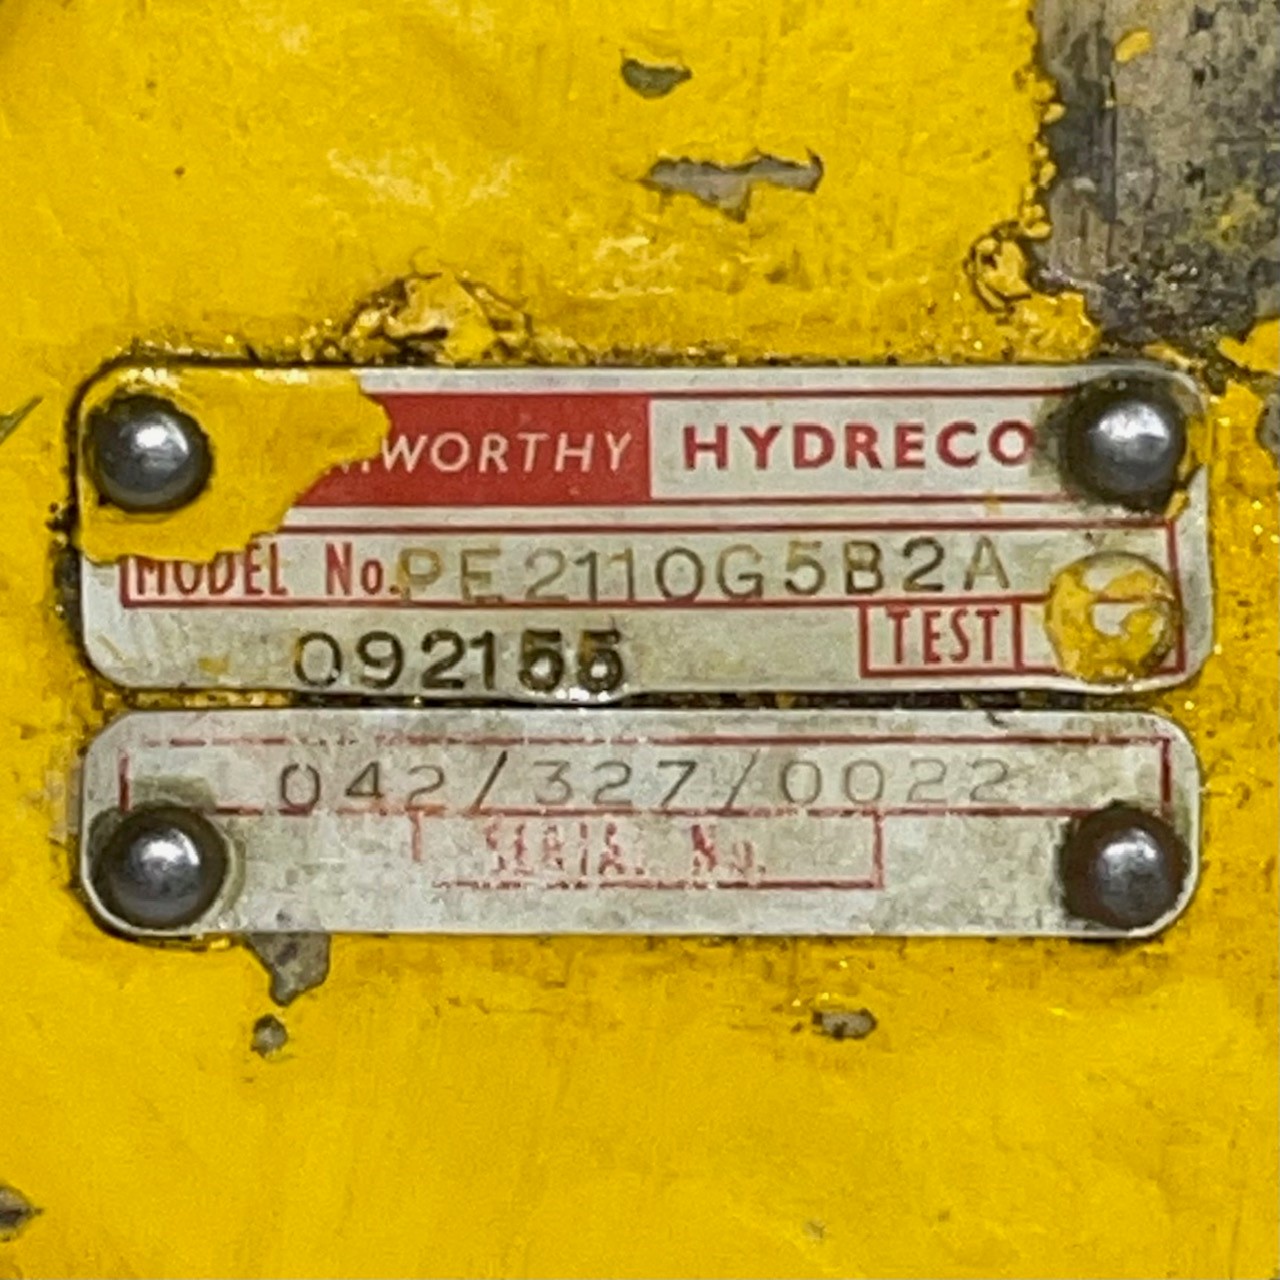 WORTHY HYDRECO
MODEL No. PE2110G5B2A
TEST
092155
042/327/0022
SERIAL No.